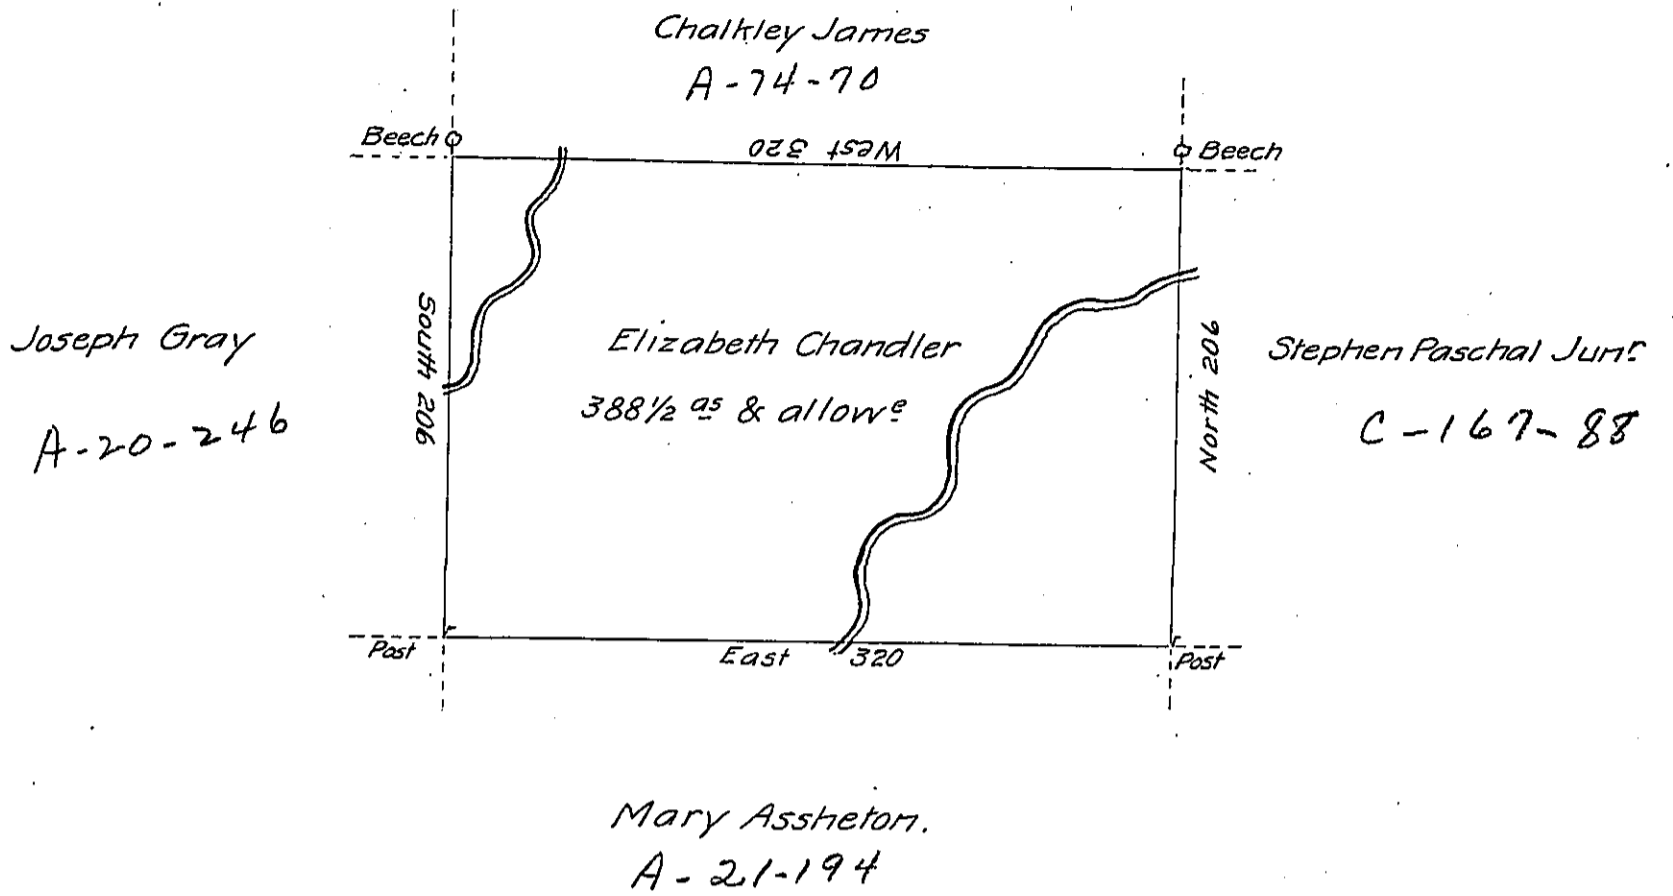 Chalkley James
A-74-70
Beech
West 320
Beech
South 206
Joseph Gray
A-20-246
Elizabeth Chandler
388½ as & allowe
North 206
Stephen Paschal Junr
C-167-88
Post
East 320
Post
Mary Assheton.
A-21-194